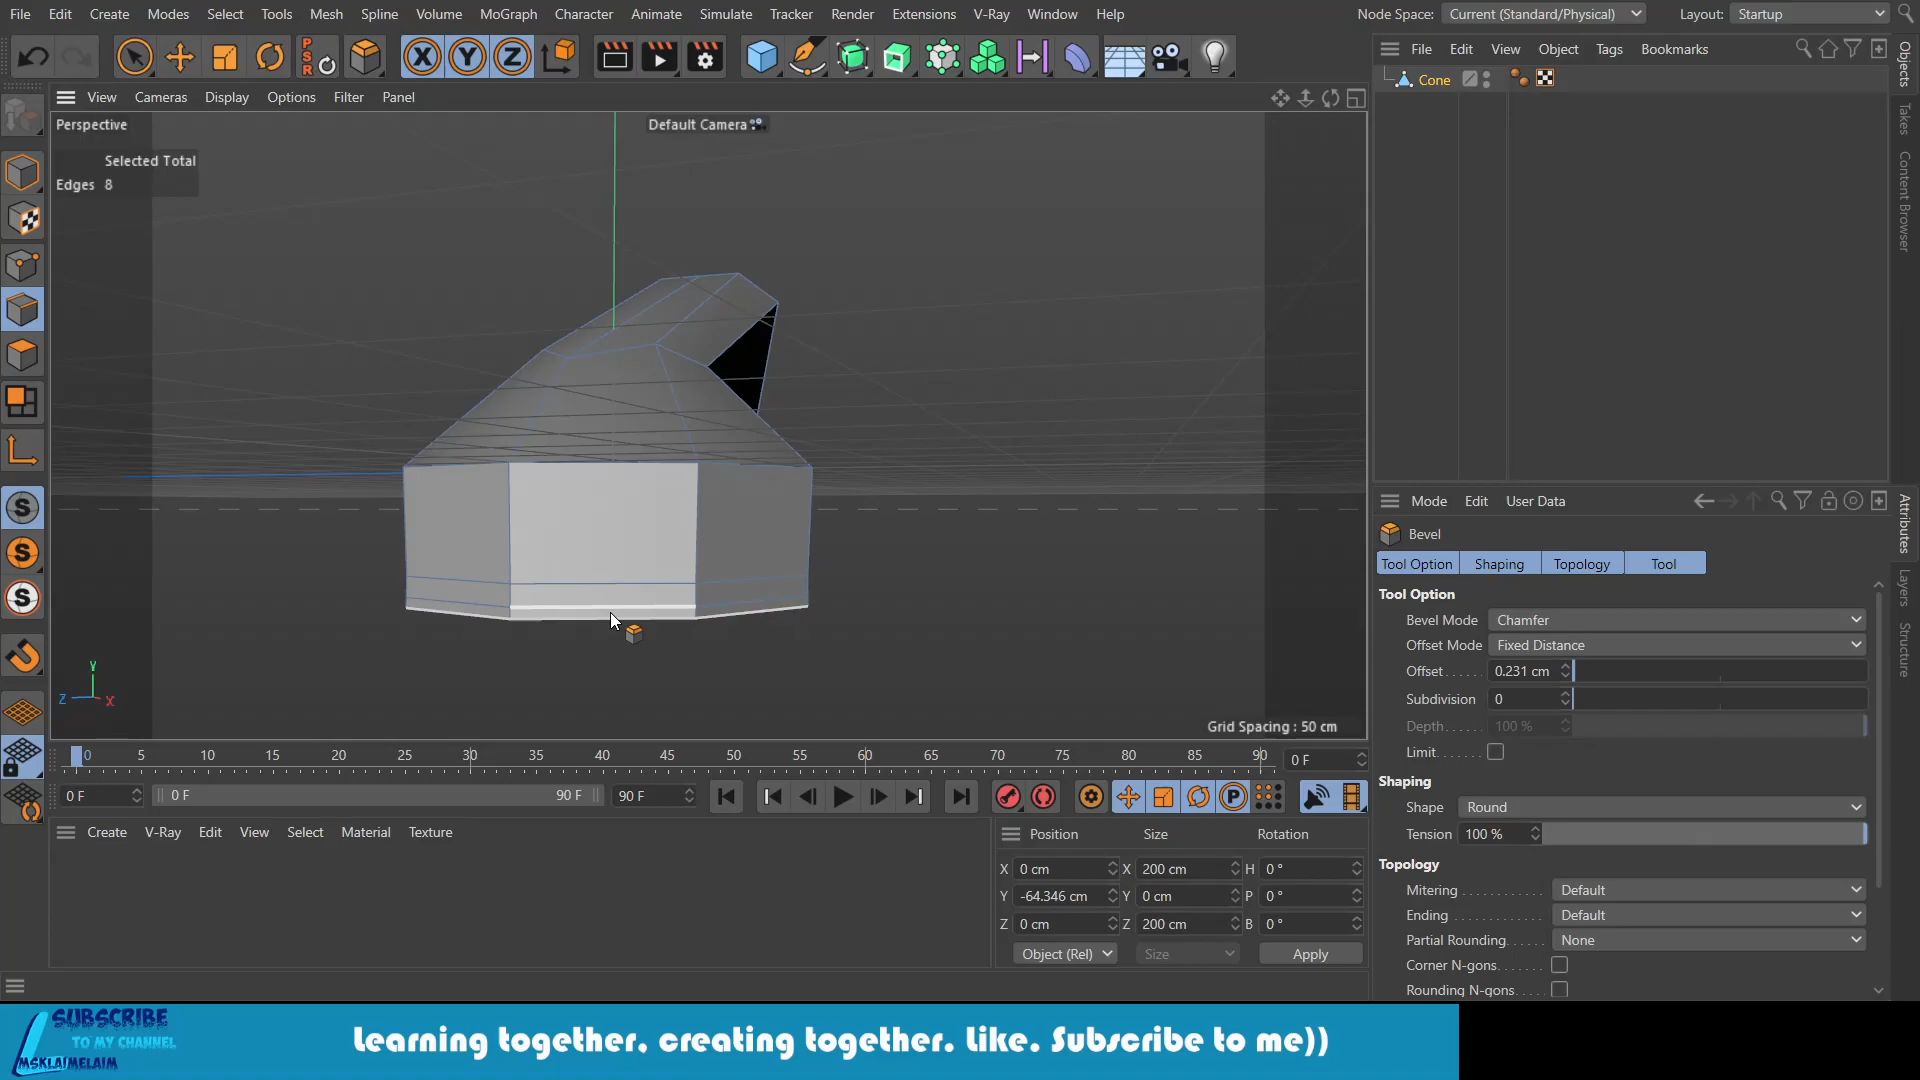 File Edit Create Modes Select Tools Mesh Spline Volume MoGraph Character Animate Simulate Tracker Render Extensions V-Ray Window Help
Node Space: Current (Standard/Physical) Layout: Startup
P
S
R
X Y Z
File Edit View Object Tags Bookmarks
Cone
Objects
Takes
Content Browser
View Cameras Display Options Filter Panel
Perspective
Default Camera
Selected Total
Edges 8
Y
Z
X
Grid Spacing : 50 cm
Mode Edit User Data
Attributes
Layers
Structure
Bevel
Tool Option Shaping Topology Tool
Tool Option
Bevel Mode Chamfer
Offset Mode Fixed Distance
Offset 0.231 cm
Subdivision 0
Depth 100 %
Limit
Shaping
Shape Round
Tension 100 %
Topology
Mitering Default
Ending Default
Partial Rounding None
Corner N-gons
Rounding N-gons
0 5 10 15 20 25 30 35 40 45 50 55 60 65 70 75 80 85 90 0 F
0 F 0 F 90 F 90 F
Create V-Ray Edit View Select Material Texture
Position Size Rotation
X 0 cm X 200 cm H 0 °
Y -64.346 cm Y 0 cm P 0 °
Z 0 cm Z 200 cm B 0 °
Object (Rel) Size Apply
SUBSCRIBE
TO MY CHANNEL
MSKLAIMELAIM
Learning together, creating together. Like. Subscribe to me))